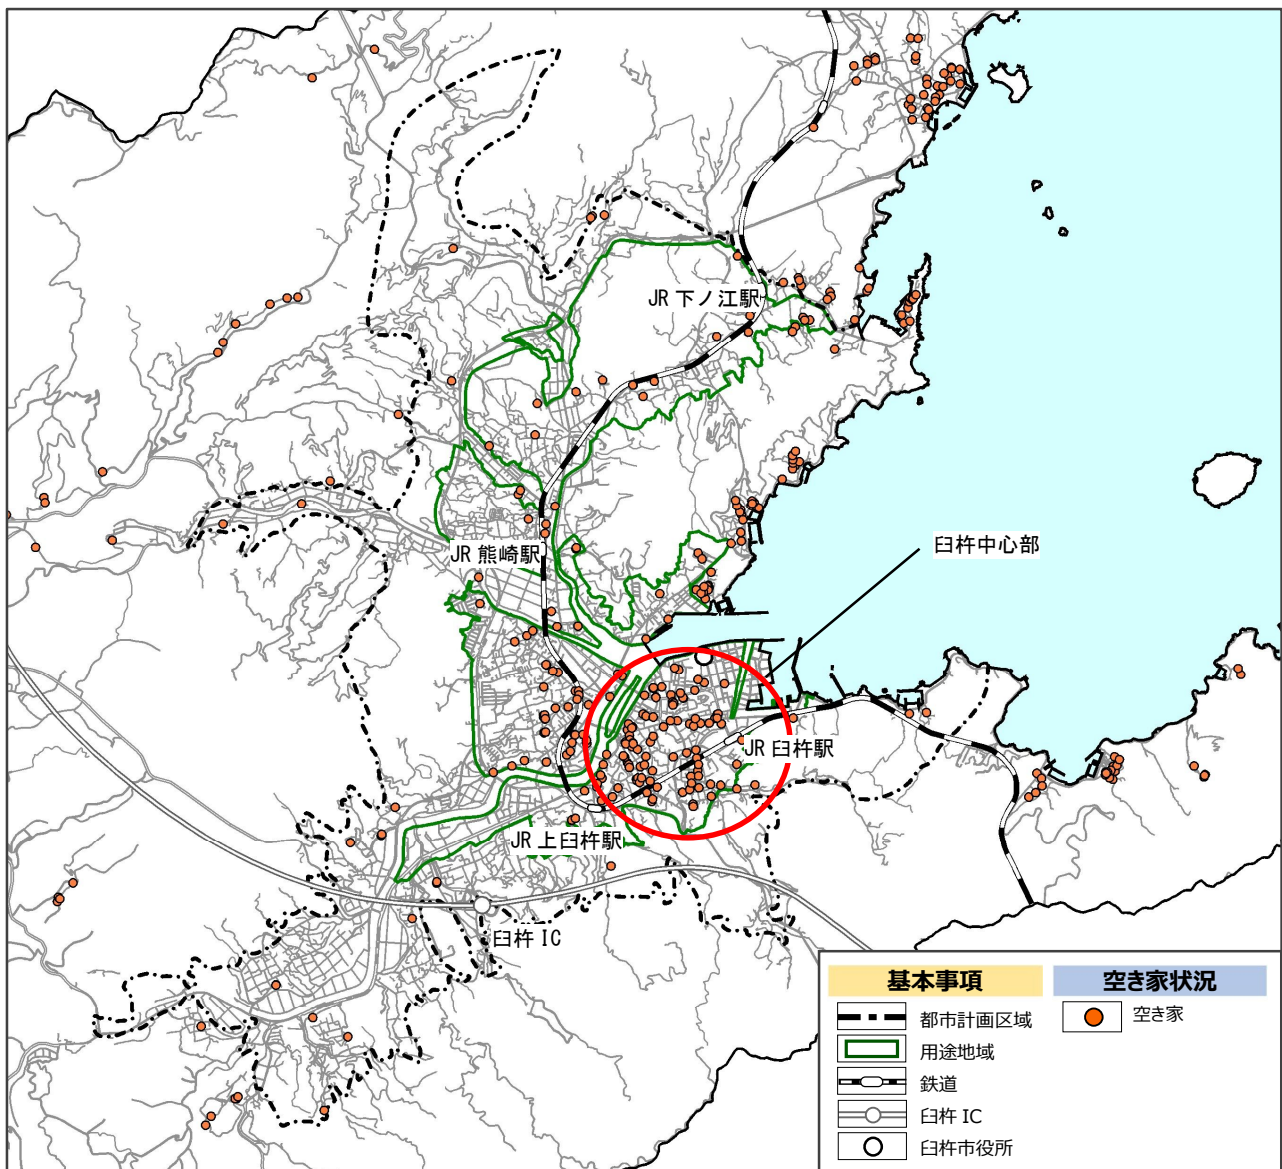 JR 下ノ江駅
JR 熊崎駅
臼杵中心部
JR 臼杵駅
JR 上臼杵駅
臼杵 IC
基本事項
空き家状況
都市計画区域
空き家
用途地域
鉄道
臼杵 IC
臼杵市役所